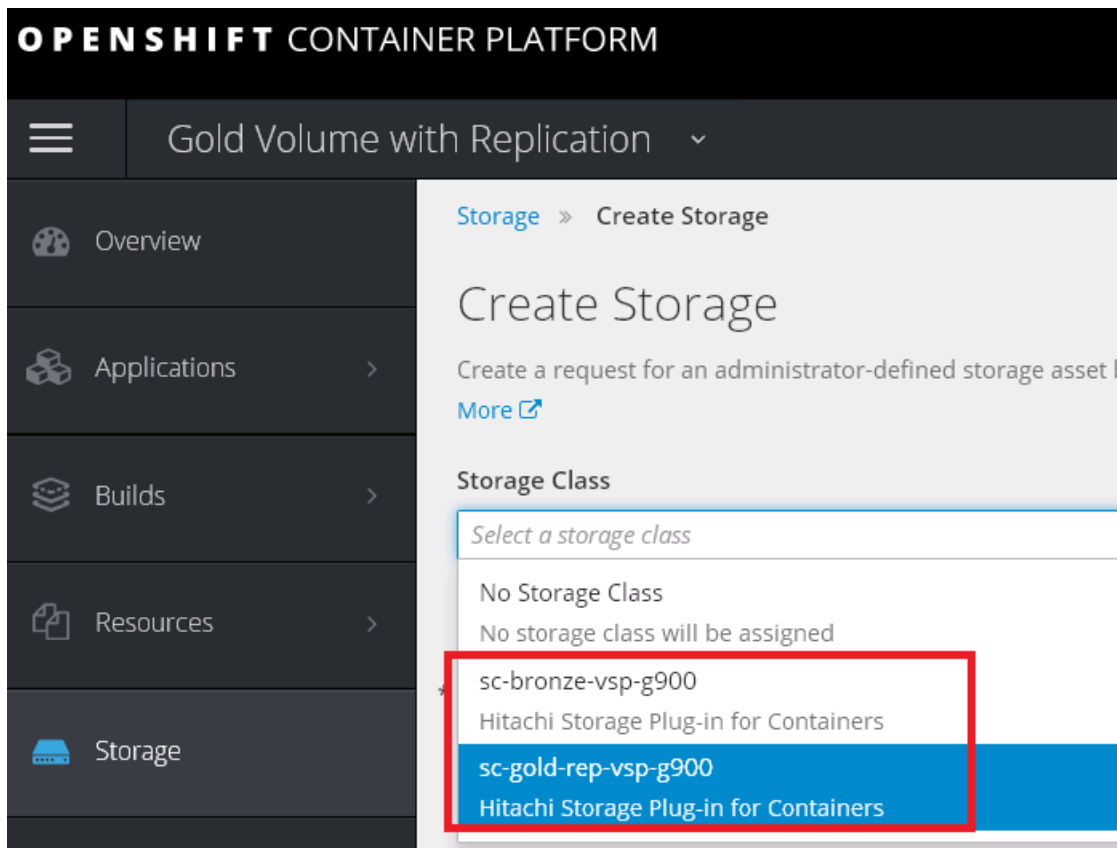 OPENSHIFT CONTAINER PLATFORM
Gold Volume with Replication
Overview
Applications
Builds
Resources
Storage
Storage » Create Storage
Create Storage
Create a request for an administrator-defined storage asset
More
Storage Class
Select a storage class
No Storage Class
No storage class will be assigned
*
sc-bronze-vsp-g900
Hitachi Storage Plug-in for Containers
sc-gold-rep-vsp-g900
Hitachi Storage Plug-in for Containers